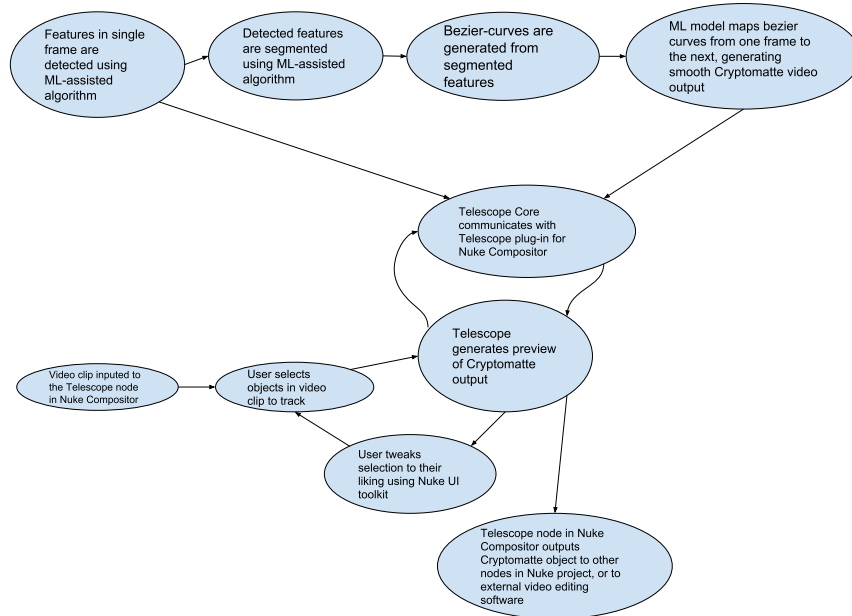 Features in single
frame are
detected using
ML-assisted
algorithm
Detected features
are segmented
using ML-assisted
algorithm
Bezier-curves are
generated from
segmented
features
ML model maps bezier
curves from one frame to
the next, generating
smooth Cryptomatte video
output
Telescope Core
communicates with
Telescope plug-in for
Nuke Compositor
Telescope
generates preview
of Cryptomatte
output
Video clip inputed to
the Telescope node
in Nuke Compositor
User selects
objects in video
clip to track
User tweaks
selection to their
liking using Nuke UI
toolkit
Telescope node in Nuke
Compositor outputs
Cryptomatte object to other
nodes in Nuke project, or to
external video editing
software